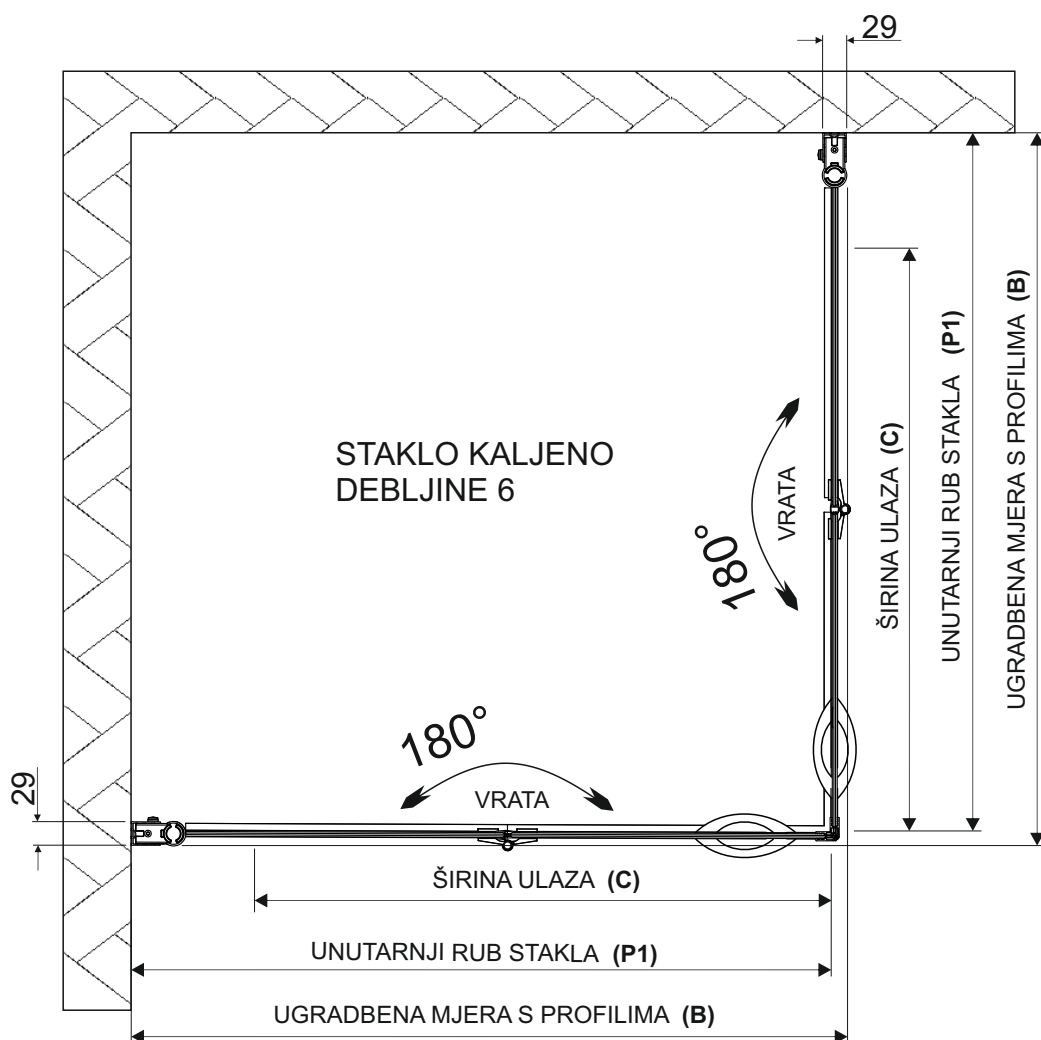 29
STAKLO KALJENO
DEBLJINE 6
VRATA
180°
ŠIRINA ULAZA (C)
UNUTARNJI RUB STAKLA (P1)
UGRADBENA MJERA S PROFILIMA (B)
180°
VRATA
29
ŠIRINA ULAZA (C)
UNUTARNJI RUB STAKLA (P1)
UGRADBENA MJERA S PROFILIMA (B)